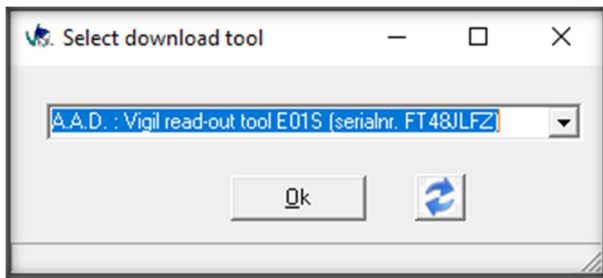 Select download tool
A.A.D. : Vigil read-out tool E01S (serialnr. FT48JLFZ)
Ok